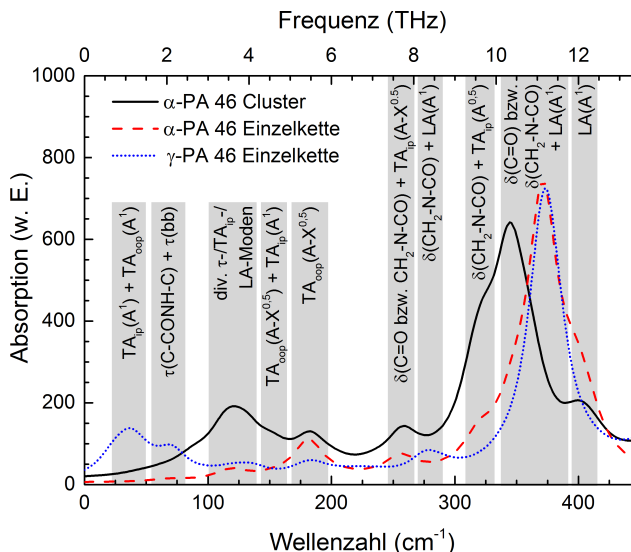 Frequenz (THz)
0 2 4 6 8 10 12
1000
800
600
400
200
0
Absorption (w. E.)
α-PA 46 Cluster
α-PA 46 Einzelkette
γ-PA 46 Einzelkette
TA_ip(A^1) + TA_oop(A^1)
τ(C-CONH-C) + τ(bb)
div. τ-/TA_ip-/
LA-Moden
TA_oop(A-X^0.5) + TA_ip(A^1)
TA_oop(A-X^0.5)
δ(C=O bzw. CH_2-N-CO) + TA_ip(A-X^0.5)
δ(CH_2-N-CO) + LA(A^1)
δ(CH_2-N-CO) + TA_ip(A^0.5)
δ(C=O) bzw.
δ(CH_2-N-CO)
+ LA(A^1)
LA(A^1)
0 100 200 300 400
Wellenzahl (cm^-1)